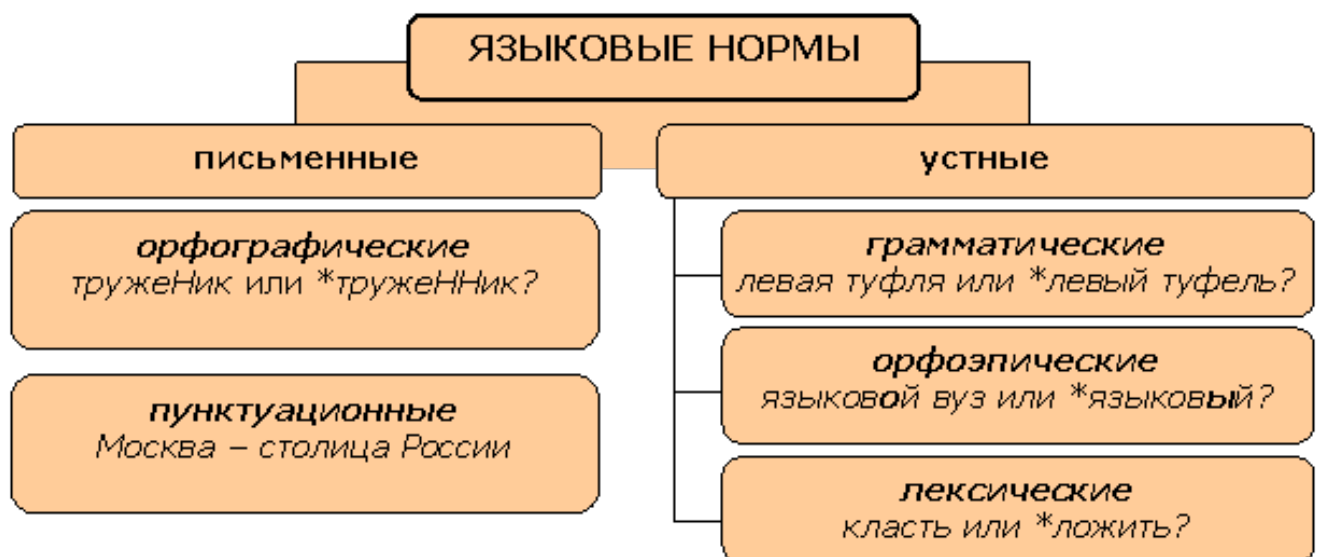 ЯЗЫКОВЫЕ НОРМЫ
письменные
орфографические
тружеНик или *тружеННик?
пунктуационные
Москва – столица России
устные
грамматические
левая туфля или *левый туфель?
орфоэпические
языковой вуз или *языковый?
лексические
класть или *ложить?